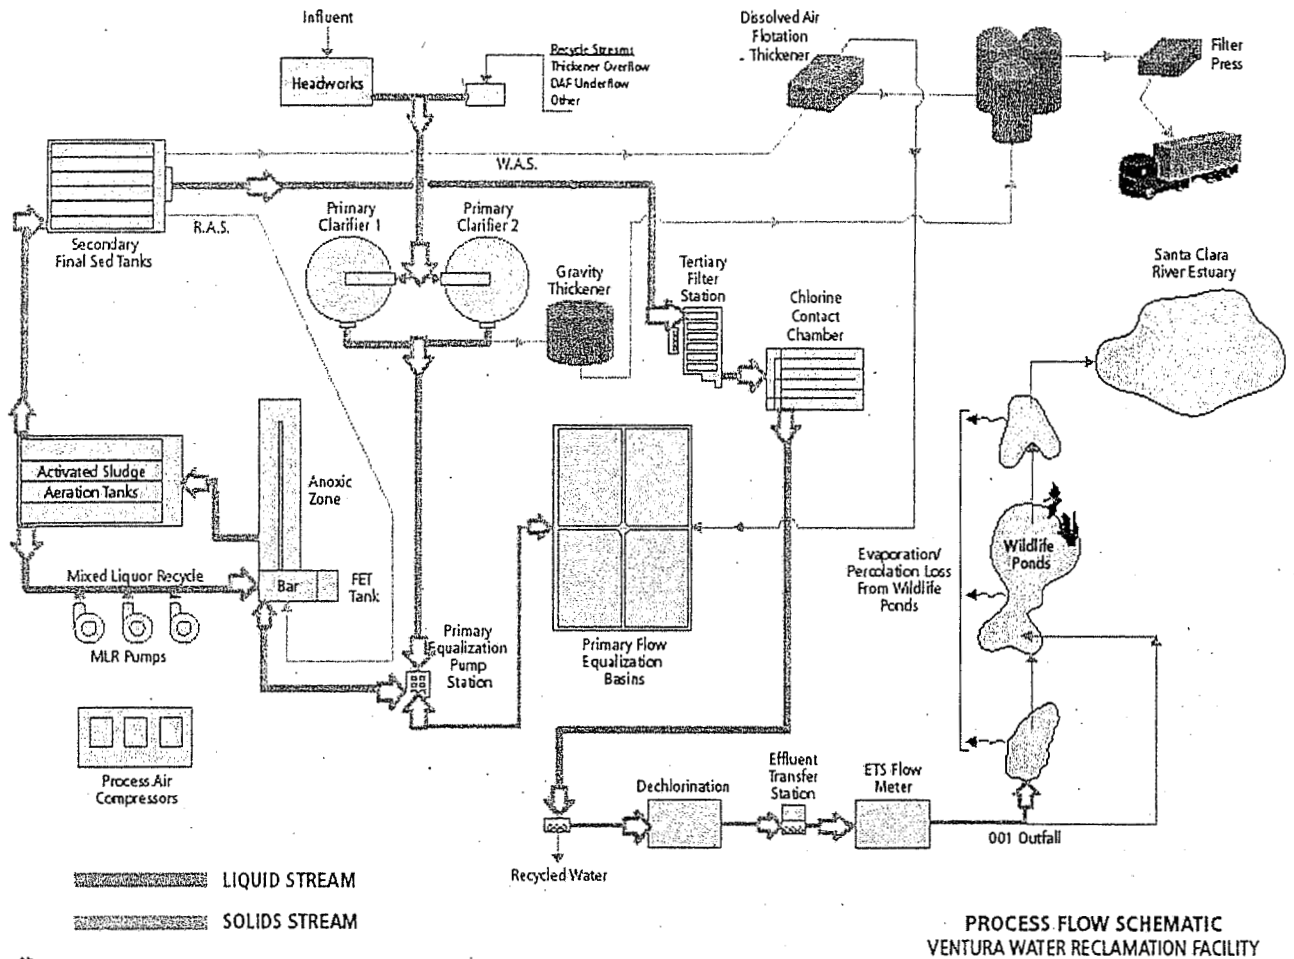 Influent
Headworks
Recycle Streams
Thickener Overflow
DAF Underflow
Other
Dissolved Air
Flotation
Thickener
Filter
Press
W.A.S.
R.A.S.
Secondary
Final Sed Tanks
Primary
Clarifier 1
Primary
Clarifier 2
Gravity
Thickener
Tertiary
Filter
Station
Chlorine
Contact
Chamber
Santa Clara
River Estuary
Activated Sludge
Aeration Tanks
Anoxic
Zone
Mixed Liquor Recycle
Bar
FET
Tank
MLR Pumps
Primary
Equalization
Pump
Station
Primary Flow
Equalization
Basins
Evaporation/
Percolation Loss
From Wildlife
Ponds
Wildlife
Ponds
Process Air
Compressors
Dechlorination
Effluent
Transfer
Station
ETS Flow
Meter
001 Outfall
Recycled Water
LIQUID STREAM
SOLIDS STREAM
PROCESS FLOW SCHEMATIC
VENTURA WATER RECLAMATION FACILITY